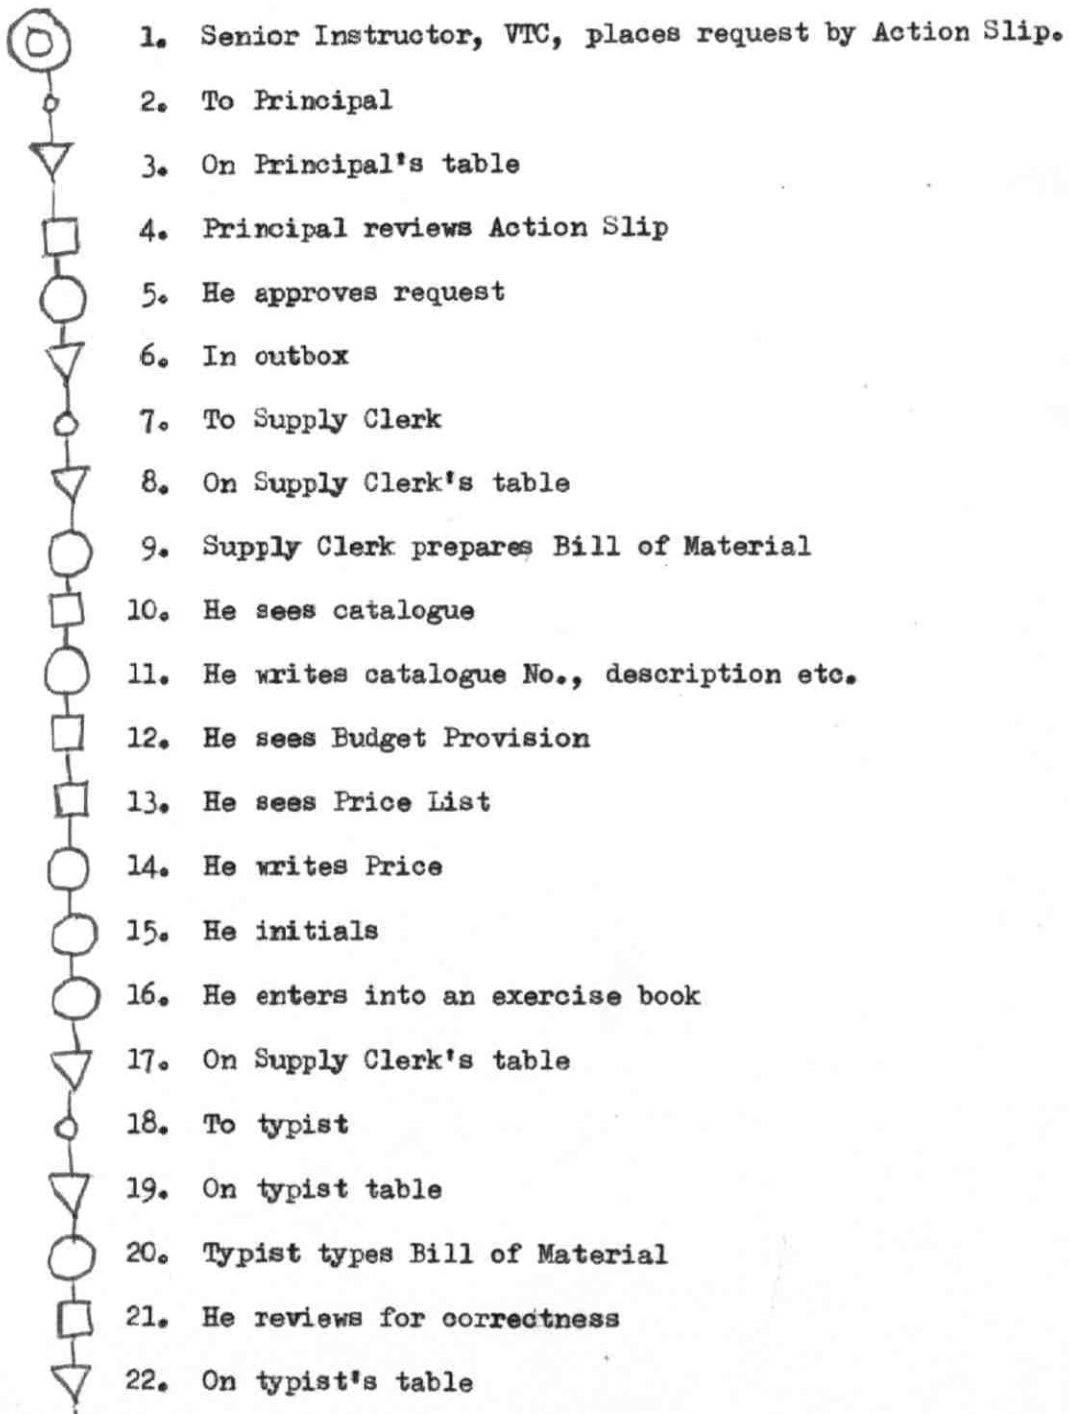 1. Senior Instructor, VTC, places request by Action Slip.
2. To Principal
3. On Principal's table
4. Principal reviews Action Slip
5. He approves request
6. In outbox
7. To Supply Clerk
8. On Supply Clerk's table
9. Supply Clerk prepares Bill of Material
10. He sees catalogue
11. He writes catalogue No., description etc.
12. He sees Budget Provision
13. He sees Price List
14. He writes Price
15. He initials
16. He enters into an exercise book
17. On Supply Clerk's table
18. To typist
19. On typist table
20. Typist types Bill of Material
21. He reviews for correctness
22. On typist's table